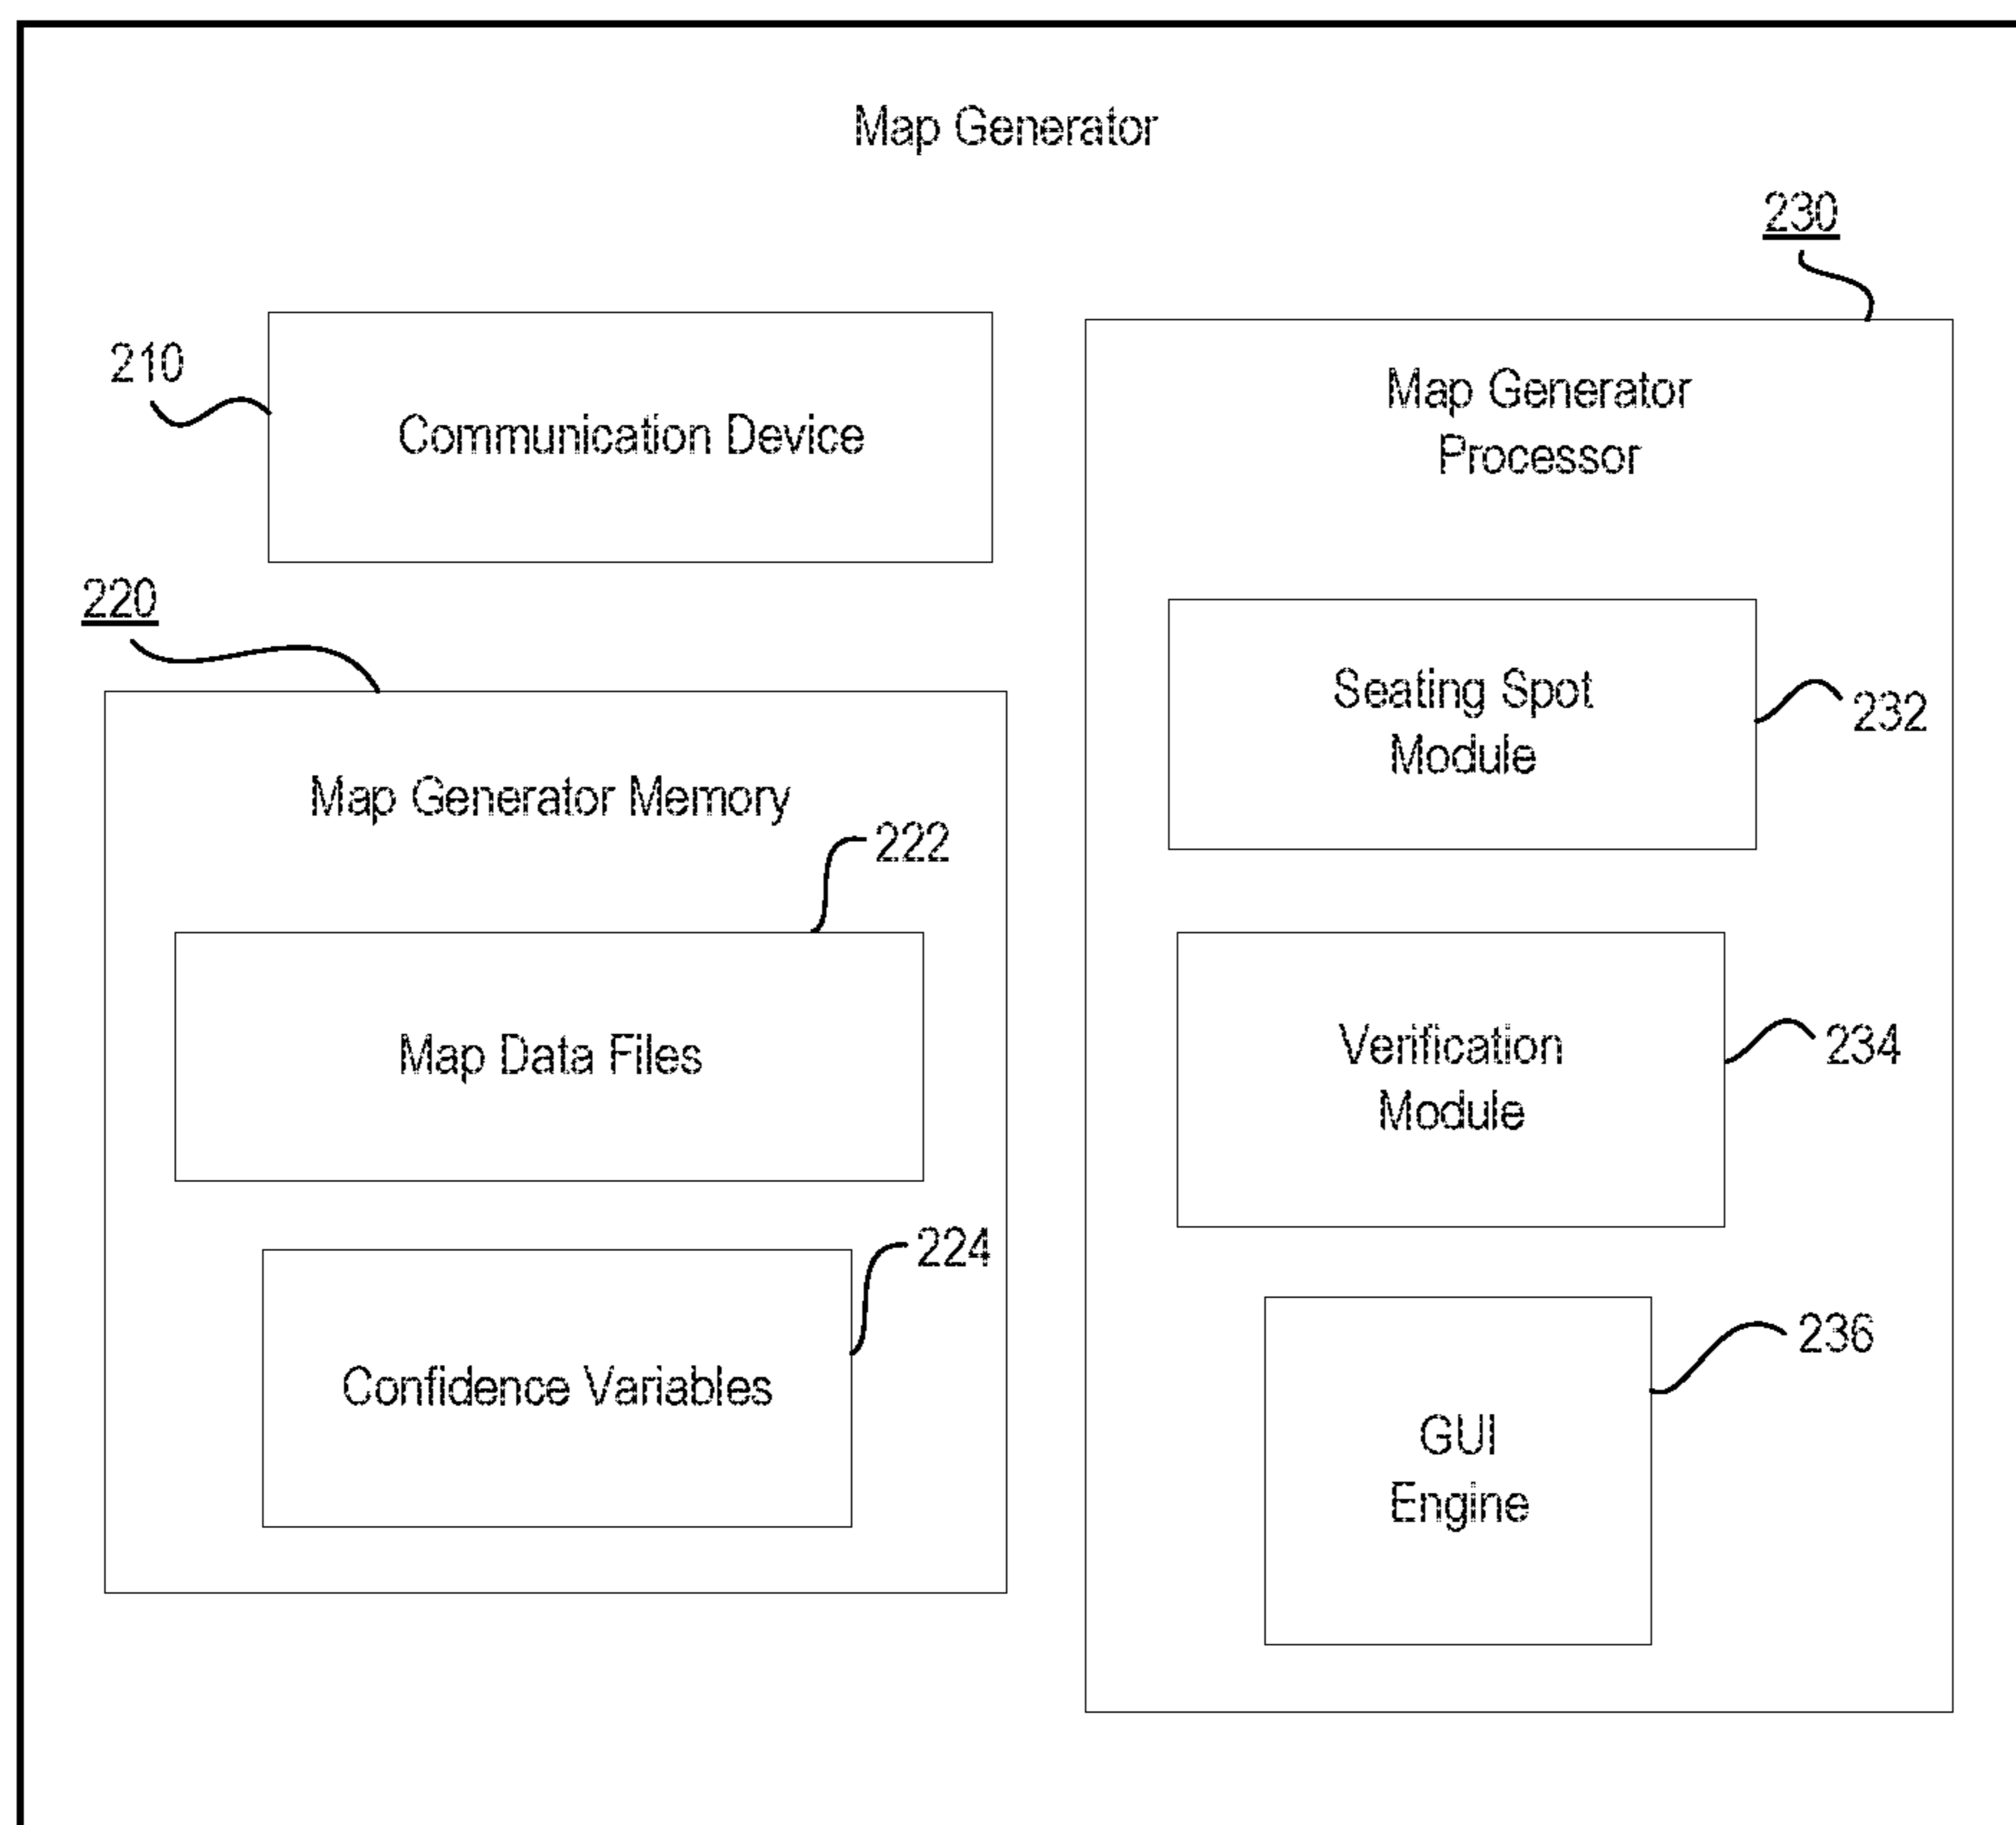 Map Generator
230
210
Communication Device
Map Generator
Processor
220
Seating Spot
Module
232
Map Generator Memory
222
Map Data Files
Verification
Module
234
224
Confidence Variables
236
GUI
Engine